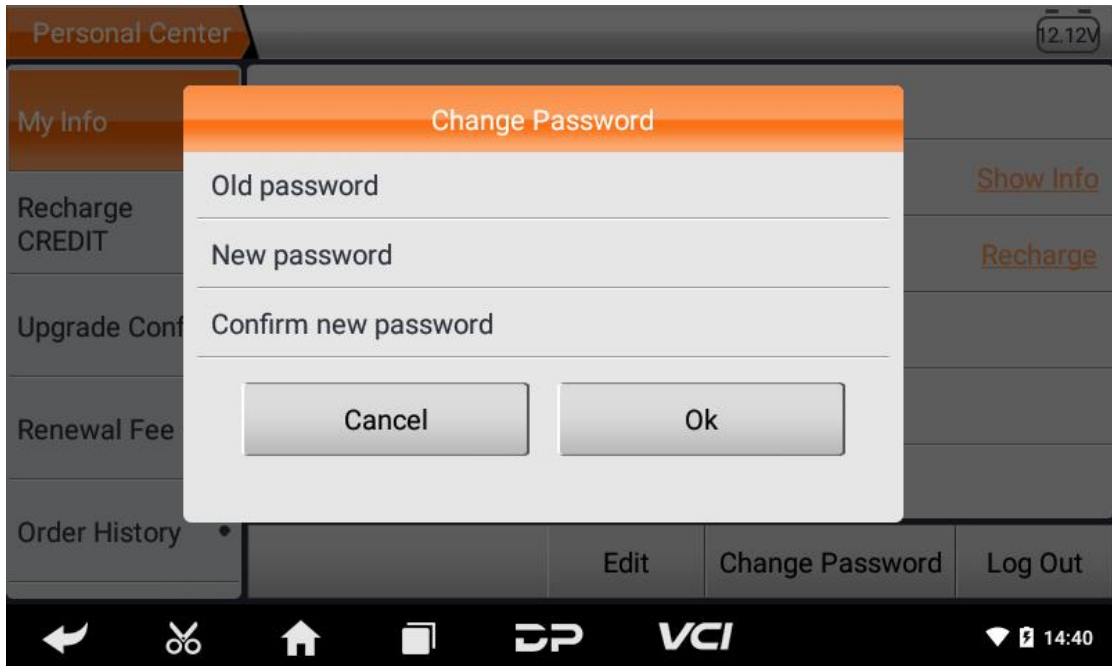 Personal Center
12.12V
My Info
Change Password
Old password
Show Info
Recharge
CREDIT
New password
Recharge
Upgrade Conf
Confirm new password
Renewal Fee
Cancel
Ok
Order History
Edit
Change Password
Log Out
DP
VCI
14:40